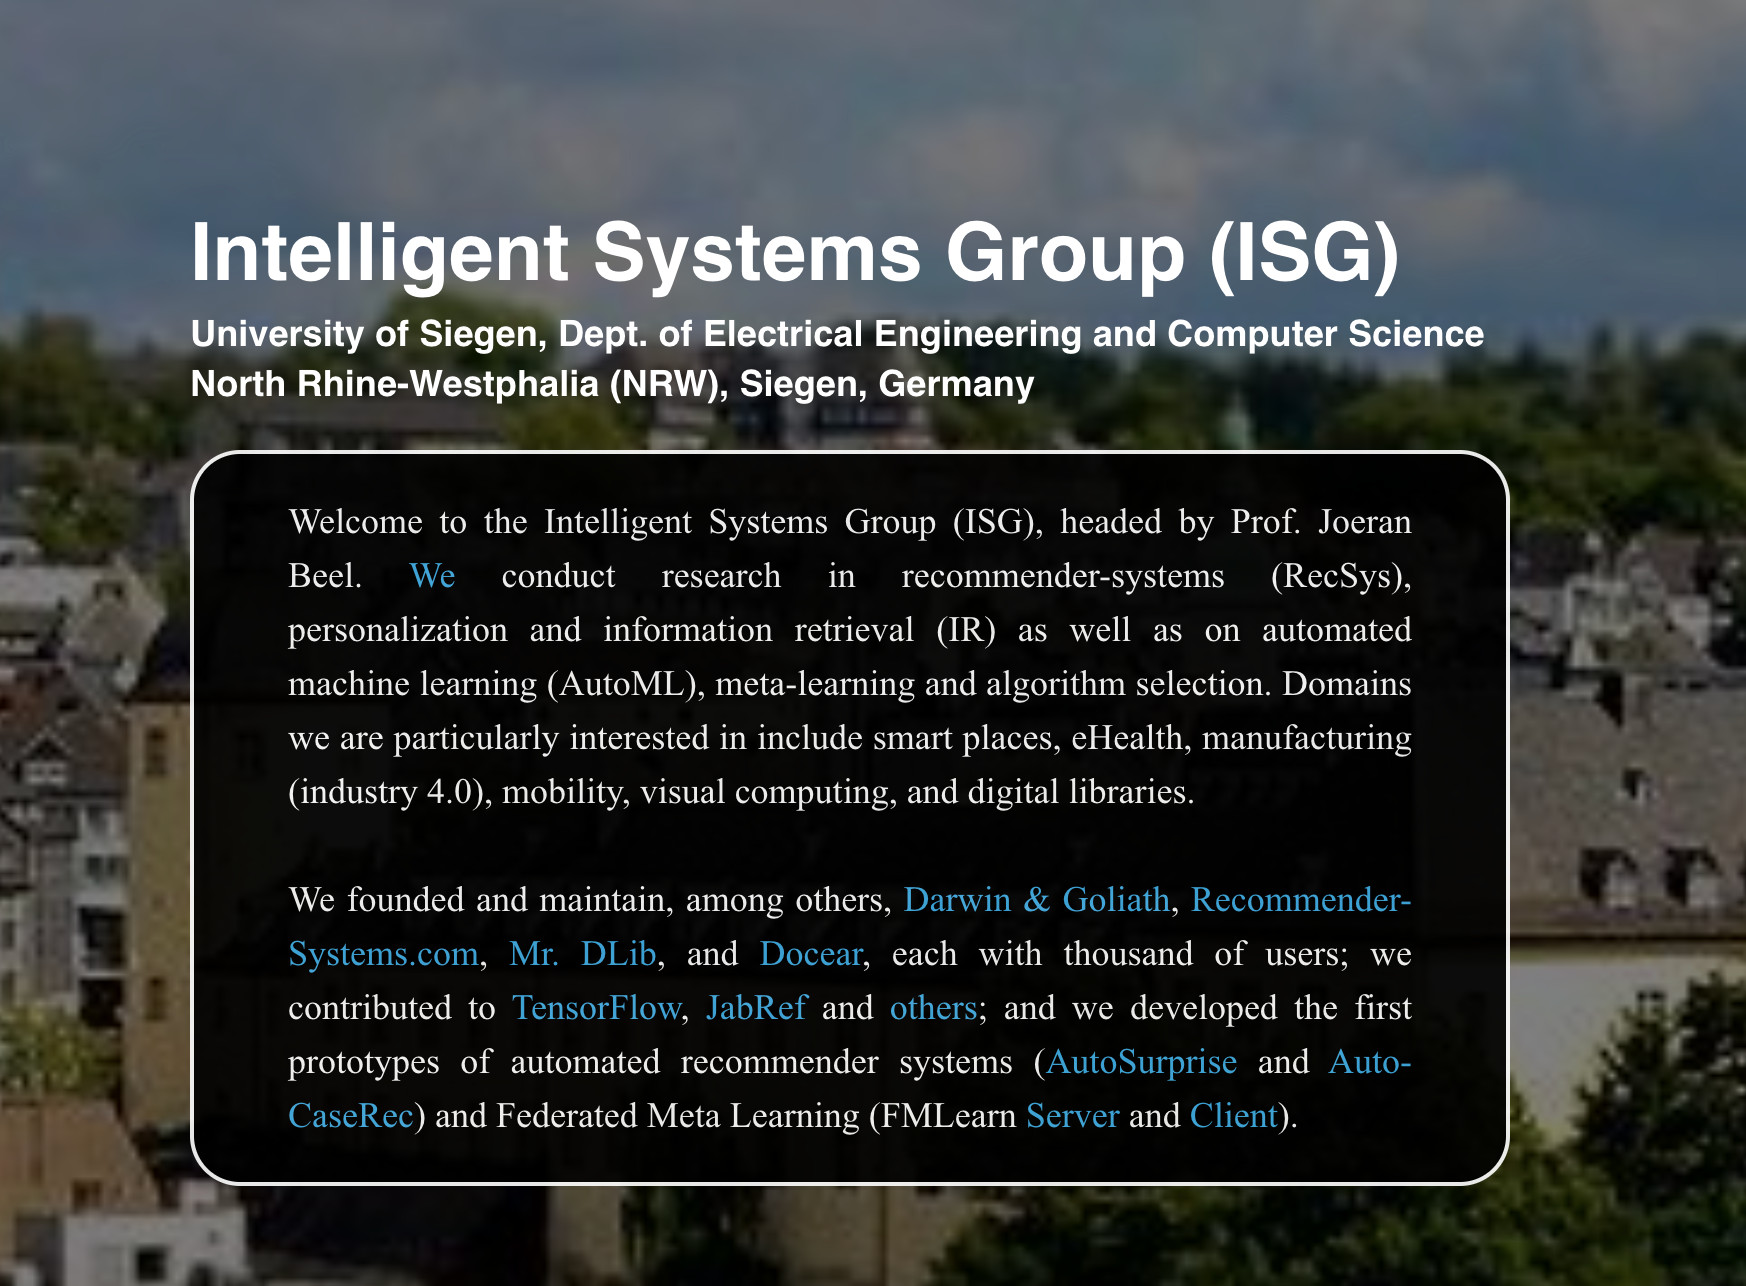 Intelligent Systems Group (ISG)
University of Siegen, Dept. of Electrical Engineering and Computer Science
North Rhine-Westphalia (NRW), Siegen, Germany
Welcome to the Intelligent Systems Group (ISG), headed by Prof. Joeran
Beel. We conduct research in recommender-systems (RecSys),
personalization and information retrieval (IR) as well as on automated
machine learning (AutoML), meta-learning and algorithm selection. Domains
we are particularly interested in include smart places, eHealth, manufacturing
(industry 4.0), mobility, visual computing, and digital libraries.
We founded and maintain, among others, Darwin & Goliath, Recommender-
Systems.com, Mr. DLib, and Docear, each with thousand of users; we
contributed to TensorFlow, JabRef and others; and we developed the first
prototypes of automated recommender systems (AutoSurprise and Auto-
CaseRec) and Federated Meta Learning (FMLearn Server and Client).